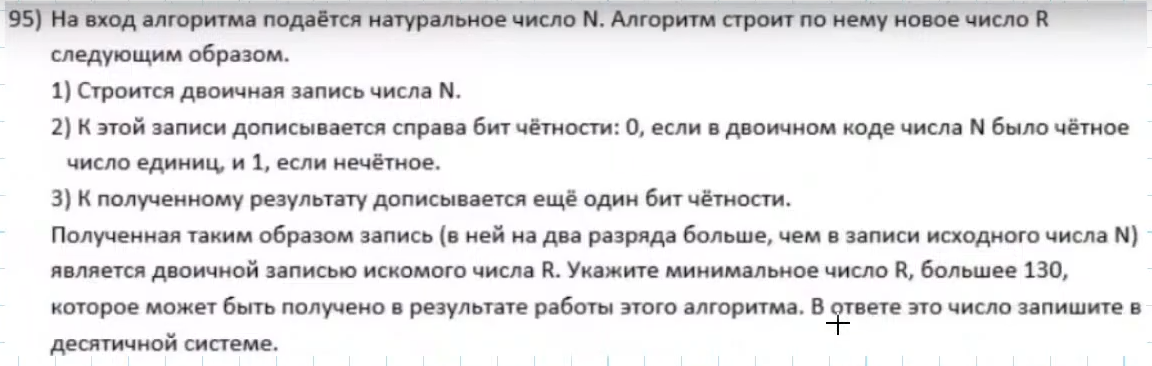 95) На вход алгоритма подаётся натуральное число N. Алгоритм строит по нему новое число R
следующим образом.
1) Строится двоичная запись числа N.
2) К этой записи дописывается справа бит чётности: 0, если в двоичном коде числа N было чётное
число единиц, и 1, если нечётное.
3) К полученному результату дописывается ещё один бит чётности.
Полученная таким образом запись (в ней на два разряда больше, чем в записи исходного числа N)
является двоичной записью искомого числа R. Укажите минимальное число R, большее 130,
которое может быть получено в результате работы этого алгоритма. В ответе это число запишите в
десятичной системе.